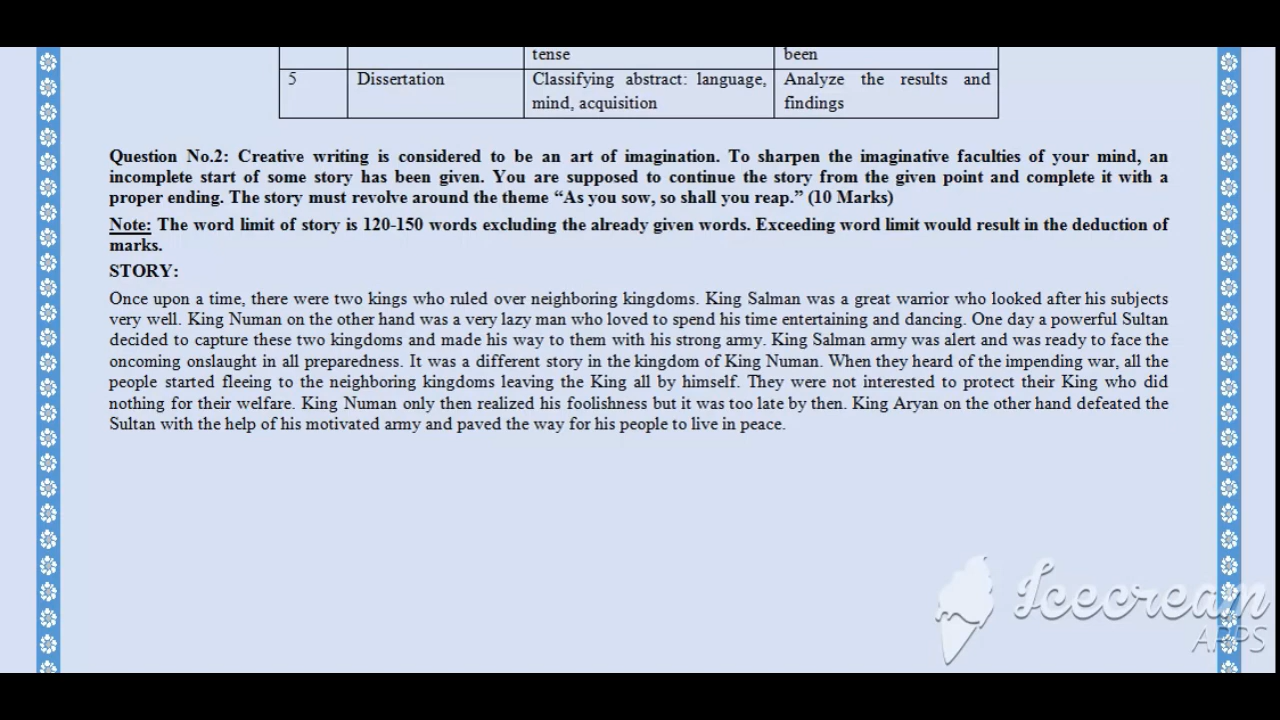 tense been
5 Dissertation Classifying abstract: language, Analyze the results and
mind, acquisition findings
Question No.2: Creative writing is considered to be an art of imagination. To sharpen the imaginative faculties of your mind, an
incomplete start of some story has been given. You are supposed to continue the story from the given point and complete it with a
proper ending. The story must revolve around the theme “As you sow, so shall you reap.” (10 Marks)
Note: The word limit of story is 120-150 words excluding the already given words. Exceeding word limit would result in the deduction of
marks.
STORY:
Once upon a time, there were two kings who ruled over neighboring kingdoms. King Salman was a great warrior who looked after his subjects
very well. King Numan on the other hand was a very lazy man who loved to spend his time entertaining and dancing. One day a powerful Sultan
decided to capture these two kingdoms and made his way to them with his strong army. King Salman army was alert and was ready to face the
oncoming onslaught in all preparedness. It was a different story in the kingdom of King Numan. When they heard of the impending war, all the
people started fleeing to the neighboring kingdoms leaving the King all by himself. They were not interested to protect their King who did
nothing for their welfare. King Numan only then realized his foolishness but it was too late by then. King Aryan on the other hand defeated the
Sultan with the help of his motivated army and paved the way for his people to live in peace.
Icecream
APPS